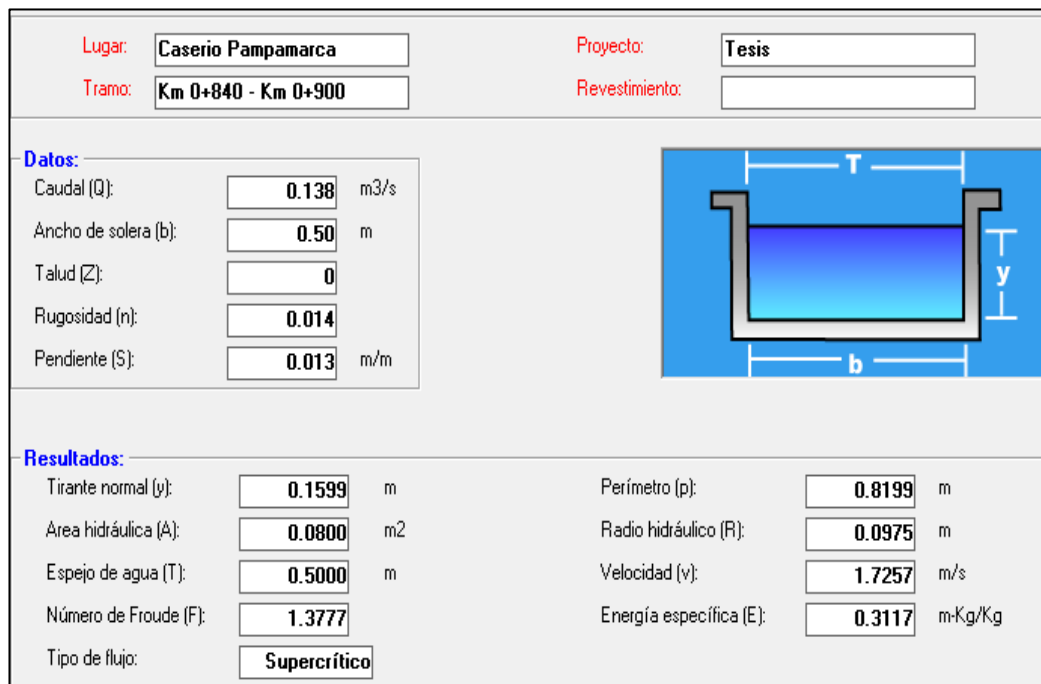 Lugar: Caserio Pampamarca Proyecto: Tesis
Tramo: Km 0+840 - Km 0+900 Revestimiento:
Datos:
Caudal (Q): 0.138 m3/s
Ancho de solera (b): 0.50 m
Talud (Z): 0
Rugosidad (n): 0.014
Pendiente (S): 0.013 m/m
T
y
b
Resultados:
Tirante normal (y): 0.1599 m Perímetro (p): 0.8199 m
Area hidráulica (A): 0.0800 m2 Radio hidráulico (R): 0.0975 m
Espejo de agua (T): 0.5000 m Velocidad (v): 1.7257 m/s
Número de Froude (F): 1.3777 Energía específica (E): 0.3117 m-Kg/Kg
Tipo de flujo: Supercrítico